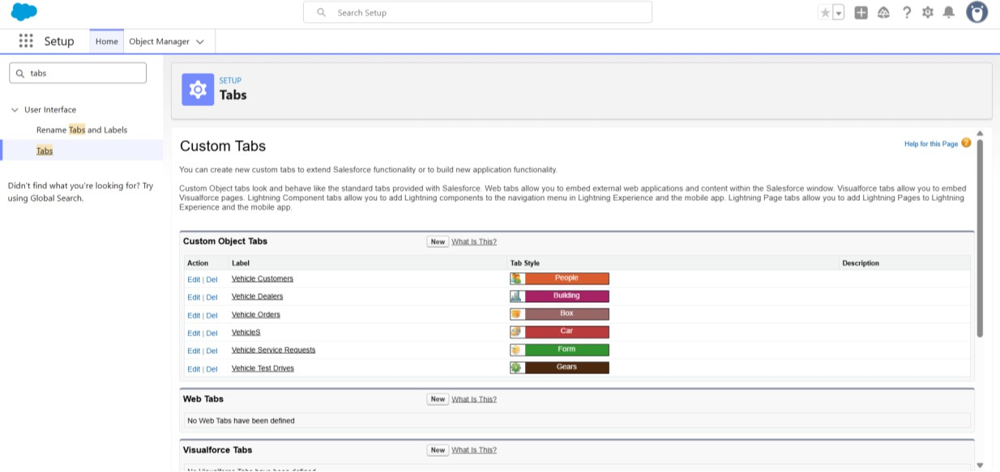 Search Setup
Setup
Home
Object Manager
tabs
User Interface
Rename Tabs and Labels
Tabs
Didn't find what you're looking for? Try
using Global Search.
SETUP
Tabs
Custom Tabs
Help for this Page ?
You can create new custom tabs to extend Salesforce functionality or to build new application functionality.
Custom Object tabs look and behave like the standard tabs provided with Salesforce. Web tabs allow you to embed external web applications and content within the Salesforce window. Visualforce tabs allow you to embed
Visualforce pages. Lightning Component tabs allow you to add Lightning components to the navigation menu in Lightning Experience and the mobile app. Lightning Page tabs allow you to add Lightning Pages to Lightning
Experience and the mobile app.
Custom Object Tabs New What Is This?
Action Label Tab Style Description
Edit | Del Vehicle Customers People
Edit | Del Vehicle Dealers Building
Edit | Del Vehicle Orders Box
Edit | Del VehicleS Car
Edit | Del Vehicle Service Requests Form
Edit | Del Vehicle Test Drives Gears
Web Tabs New What Is This?
No Web Tabs have been defined
Visualforce Tabs New What Is This?
No Visualforce Tabs have been defined